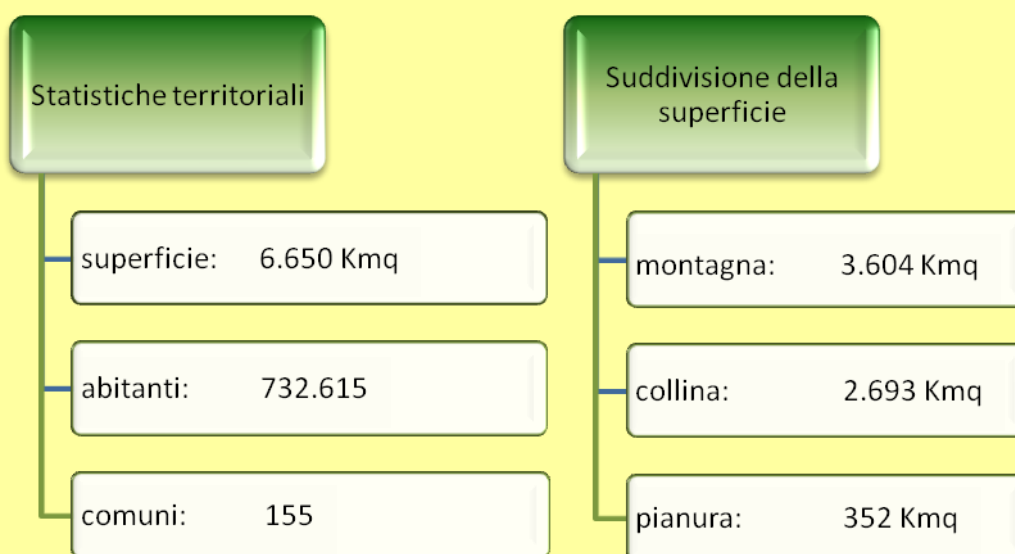 Statistiche territoriali
superficie: 6.650 Kmq
abitanti: 732.615
comuni: 155
Suddivisione della
superficie
montagna: 3.604 Kmq
collina: 2.693 Kmq
pianura: 352 Kmq